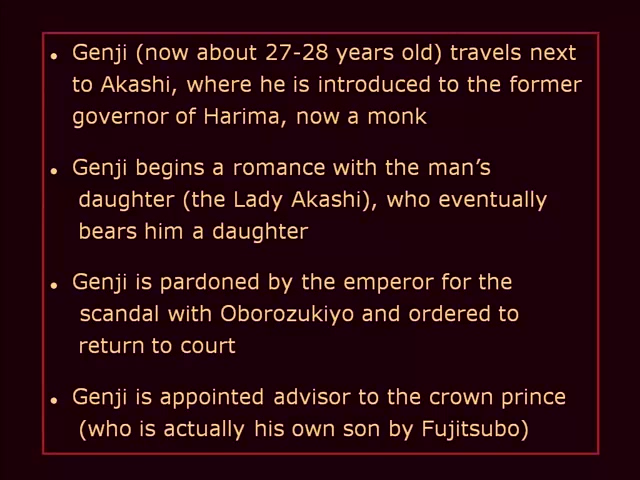 • Genji (now about 27-28 years old) travels next
to Akashi, where he is introduced to the former
governor of Harima, now a monk
• Genji begins a romance with the man’s
daughter (the Lady Akashi), who eventually
bears him a daughter
• Genji is pardoned by the emperor for the
scandal with Oborozukiyo and ordered to
return to court
• Genji is appointed advisor to the crown prince
(who is actually his own son by Fujitsubo)